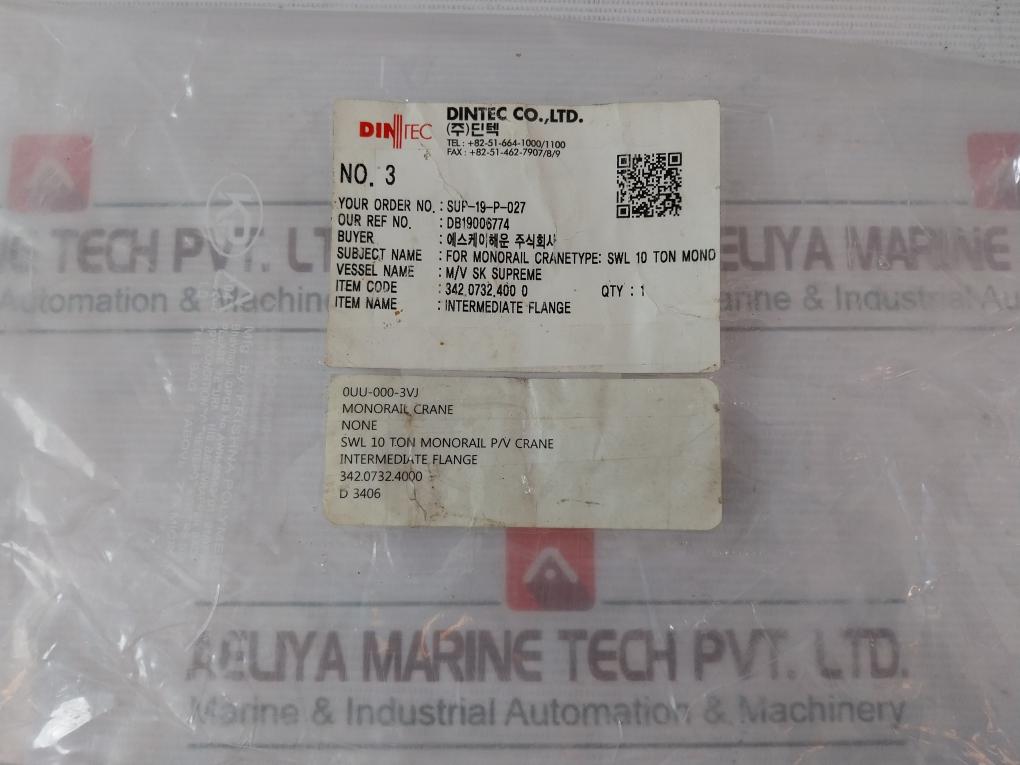 DINTEC
DINTEC CO.,LTD.
(주)딘텍
TEL : +82-51-664-1000/1100
FAX : +82-51-462-7907/8/9
NO. 3
YOUR ORDER NO. : SUP-19-P-027
OUR REF NO. : DB19006774
BUYER : 에스케이해운 주식회사
SUBJECT NAME : FOR MONORAIL CRANETYPE: SWL 10 TON MONO
VESSEL NAME : M/V SK SUPREME
ITEM CODE : 342.0732.400 0 QTY : 1
ITEM NAME : INTERMEDIATE FLANGE
0UU-000-3VJ
MONORAIL CRANE
NONE
SWL 10 TON MONORAIL P/V CRANE
INTERMEDIATE FLANGE
342.0732.4000
D 3406
TECH PVT. L
Automation & Machin
ELIYA MARINE
ne & Industrial Au
AELIYA MARINE TECH PVT. LTD.
Marine & Industrial Automation & Machinery